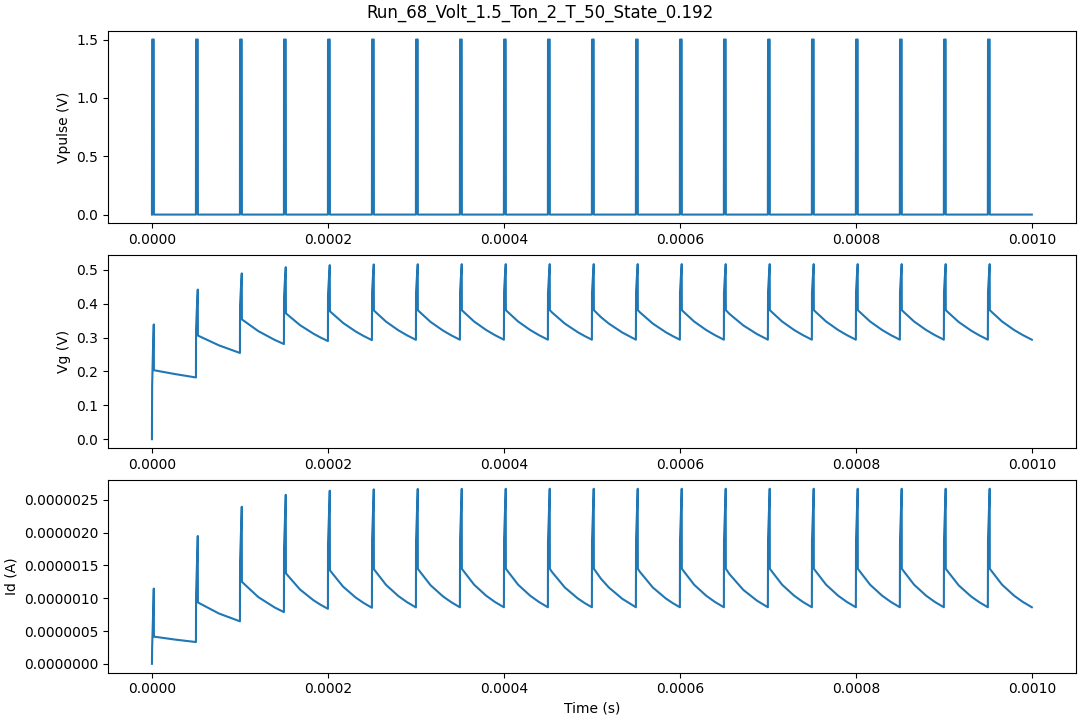 Run_68_Volt_1.5_Ton_2_T_50_State_0.192
Vpulse (V)
1.5
1.0
0.5
0.0
0.0000 0.0002 0.0004 0.0006 0.0008 0.0010
Vg (V)
0.5
0.4
0.3
0.2
0.1
0.0
0.0000 0.0002 0.0004 0.0006 0.0008 0.0010
Id (A)
0.0000025
0.0000020
0.0000015
0.0000010
0.0000005
0.0000000
0.0000 0.0002 0.0004 0.0006 0.0008 0.0010
Time (s)